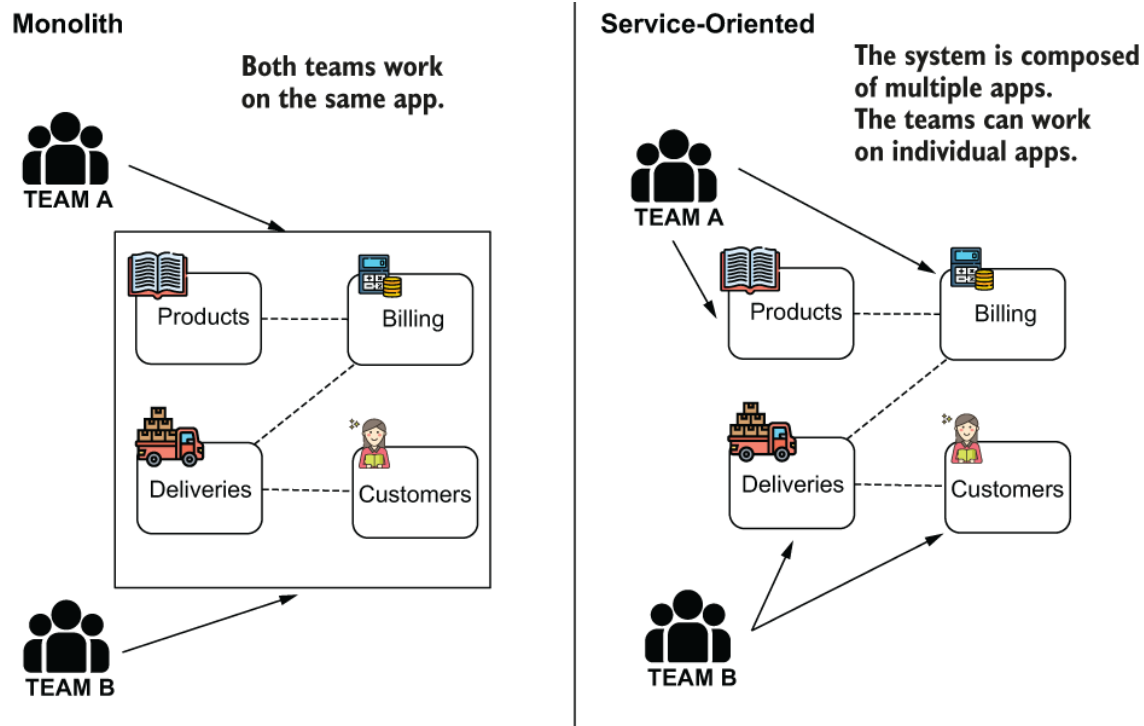 Monolith
Both teams work
on the same app.
TEAM A
Products
Billing
Deliveries
Customers
TEAM B
Service-Oriented
The system is composed
of multiple apps.
The teams can work
on individual apps.
TEAM A
Products
Billing
Deliveries
Customers
TEAM B